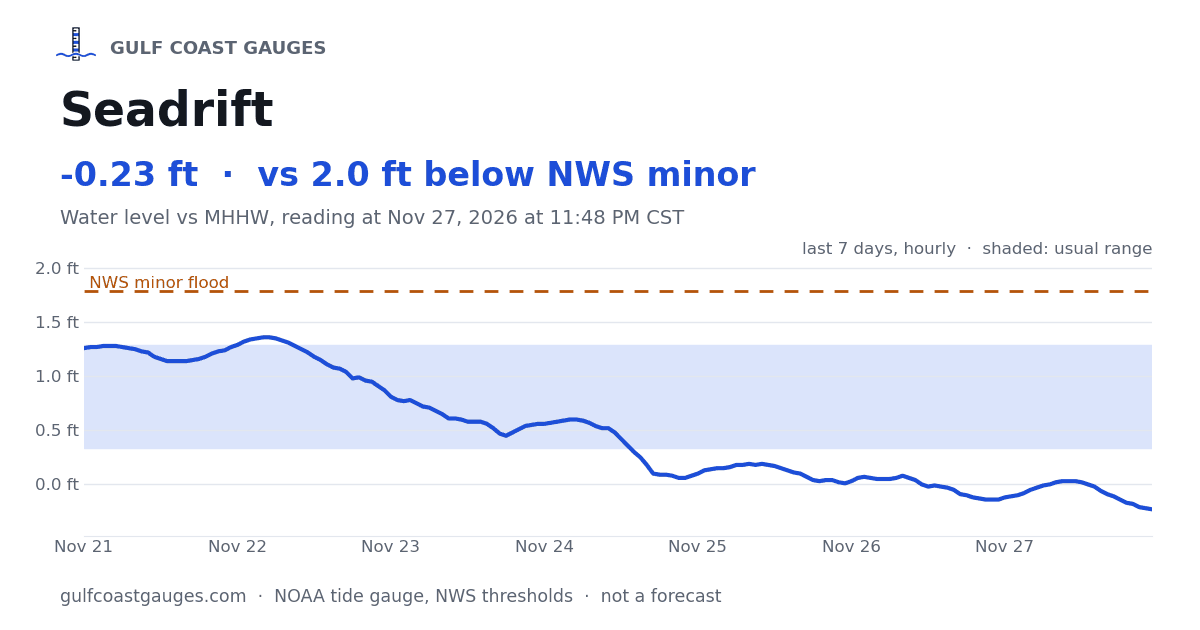 GULF COAST GAUGES
Seadrift
-0.23 ft · vs 2.0 ft below NWS minor
Water level vs MHHW, reading at Nov 27, 2026 at 11:48 PM CST
last 7 days, hourly · shaded: usual range
2.0 ft
NWS minor flood
1.5 ft
1.0 ft
0.5 ft
0.0 ft
Nov 21 Nov 22 Nov 23 Nov 24 Nov 25 Nov 26 Nov 27
gulfcoastgauges.com · NOAA tide gauge, NWS thresholds · not a forecast